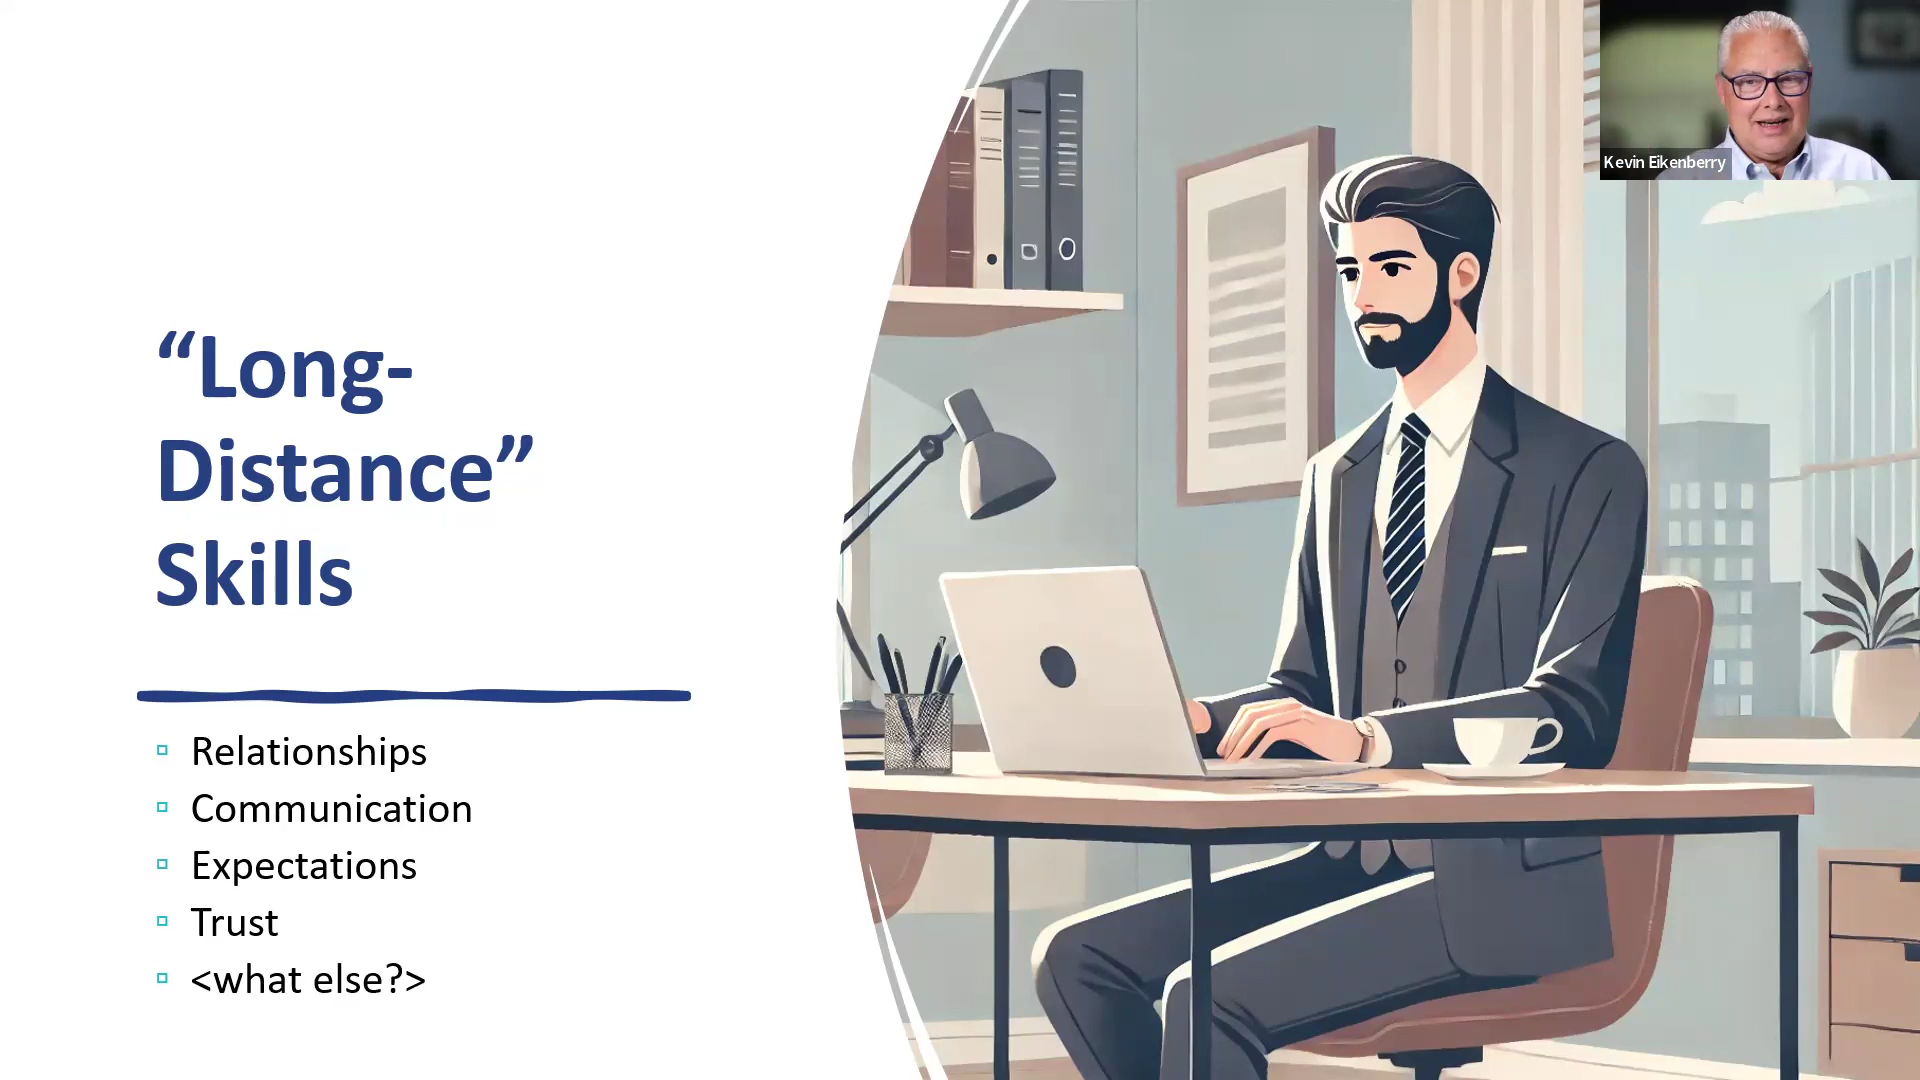 “Long-
Distance”
Skills
Relationships
Communication
Expectations
Trust
<what else?>
Kevin Eikenberry